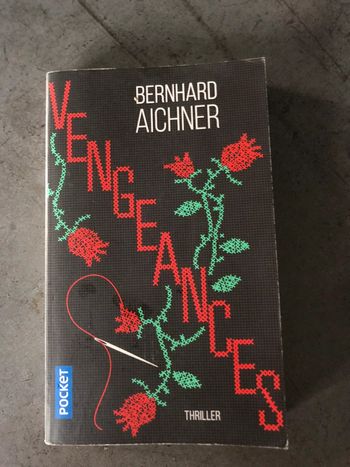 BERNHARD
AICHNER
VENGEANCES
THRILLER
POCKET